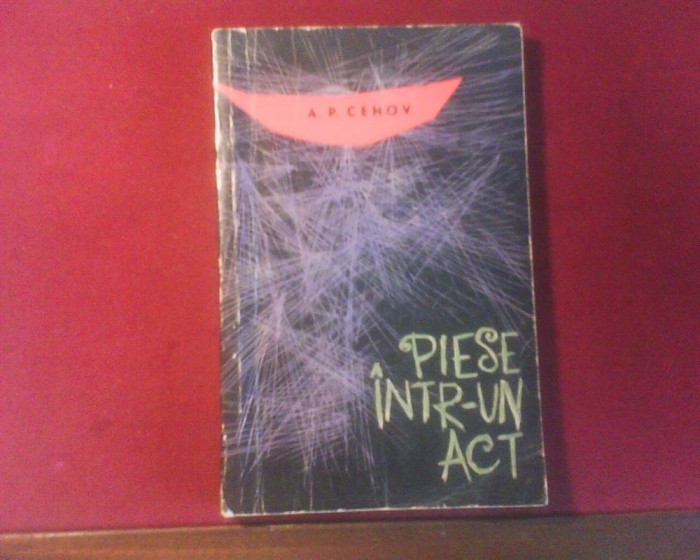 A. P. CEHOV
PIESE
ÎNTR-UN
ACT